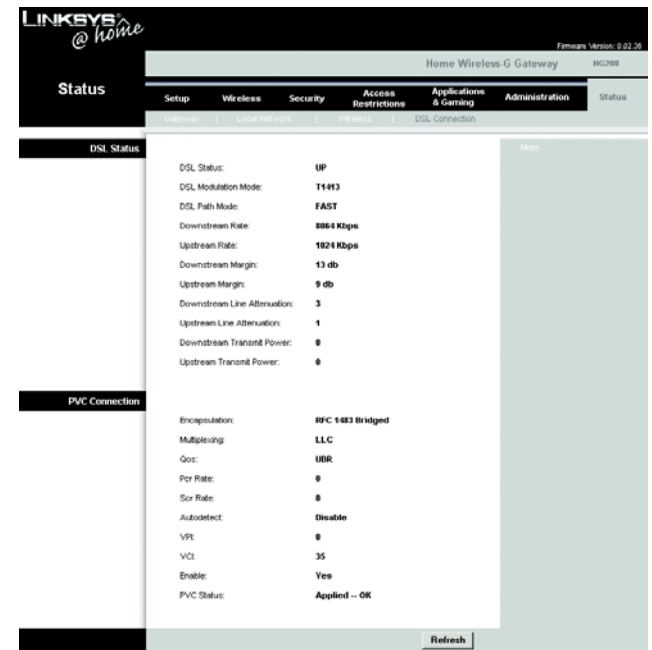 LINKSYS
@ home
Firmware Version: 0.02.36
Home Wireless-G Gateway HG200
Status
Setup Wireless Security Access Restrictions Applications & Gaming Administration Status
Gateway | Local Network | Wireless | DSL Connection
DSL Status
More
DSL Status: UP
DSL Modulation Mode: T1413
DSL Path Mode: FAST
Downstream Rate: 8064 Kbps
Upstream Rate: 1024 Kbps
Downstream Margin: 13 db
Upstream Margin: 9 db
Downstream Line Attenuation: 3
Upstream Line Attenuation: 1
Downstream Transmit Power: 0
Upstream Transmit Power: 0
PVC Connection
Encapsulation: RFC 1483 Bridged
Multiplexing: LLC
Qos: UBR
Pcr Rate: 0
Scr Rate: 0
Autodetect: Disable
VPI: 0
VCI: 35
Enable: Yes
PVC Status: Applied -- OK
Refresh